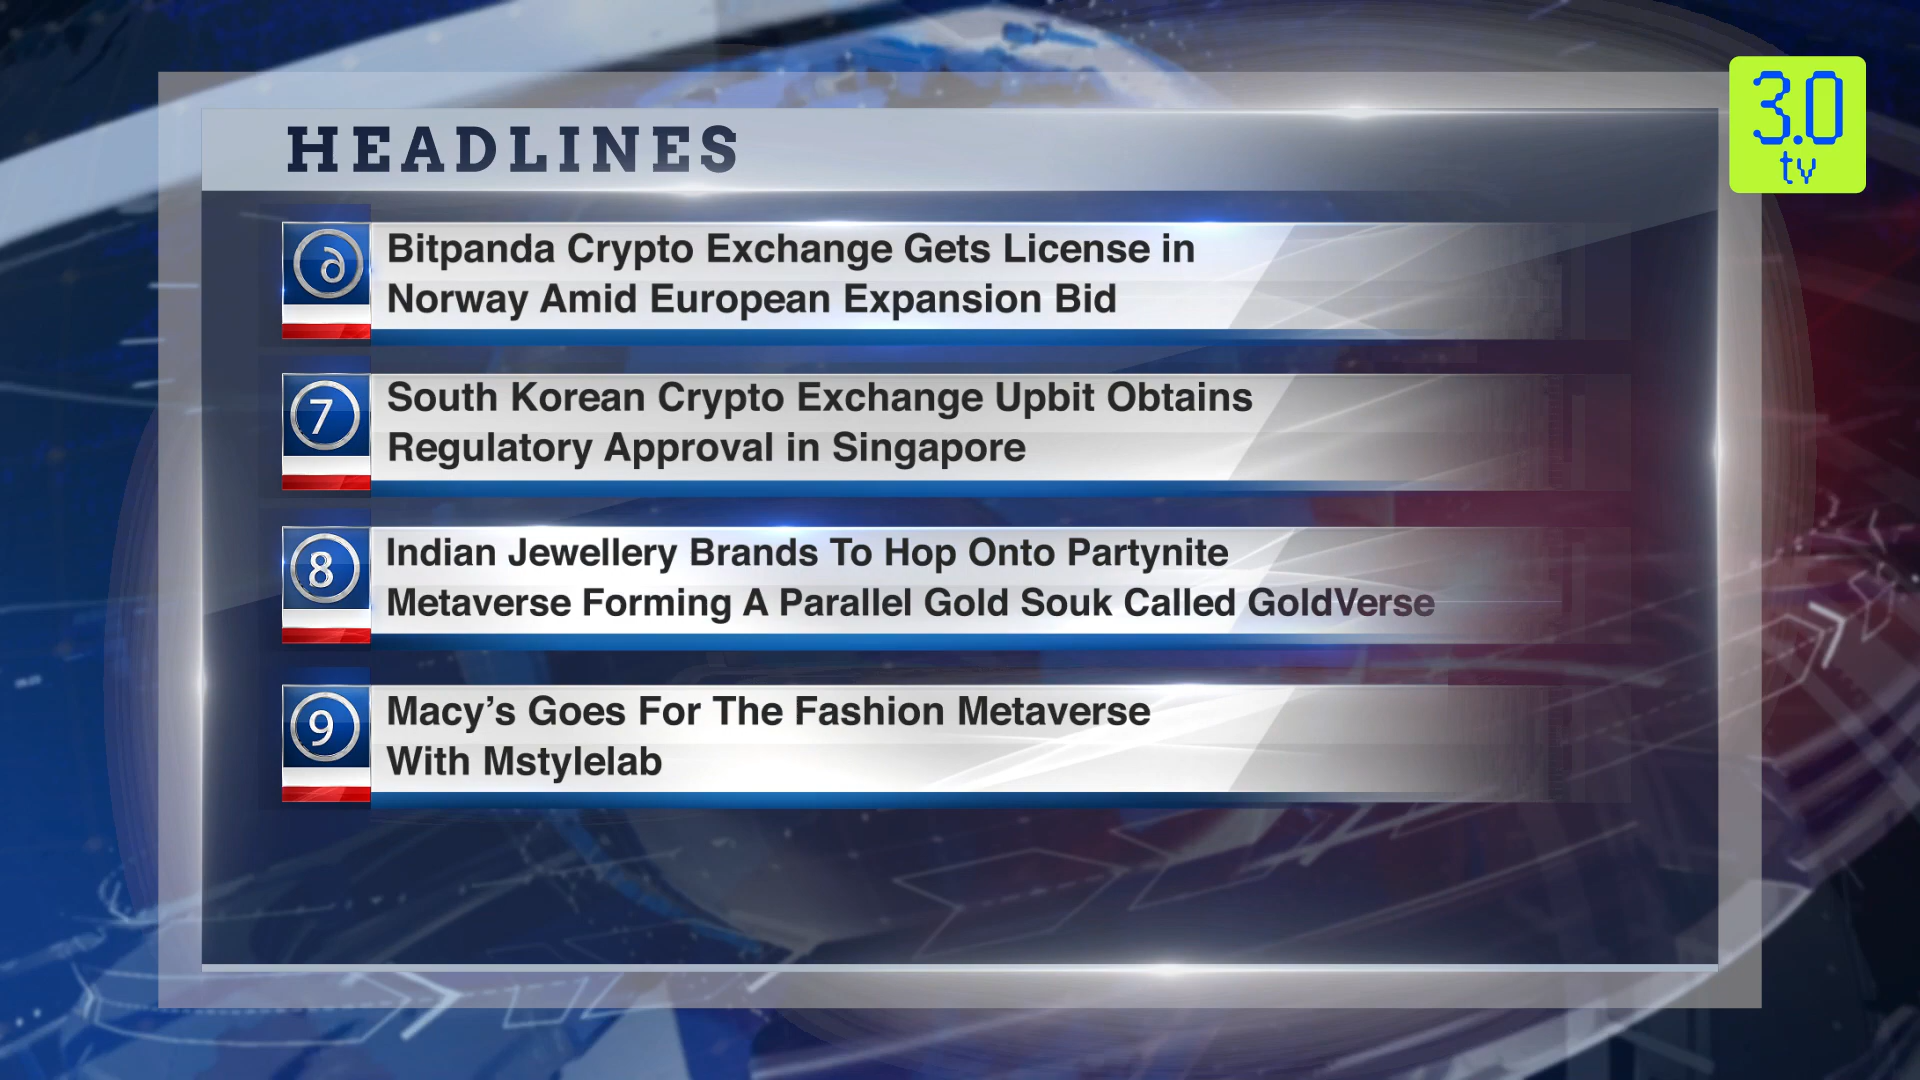 HEADLINES
3.0
tv
6
Bitpanda Crypto Exchange Gets License in
Norway Amid European Expansion Bid
7
South Korean Crypto Exchange Upbit Obtains
Regulatory Approval in Singapore
8
Indian Jewellery Brands To Hop Onto Partynite
Metaverse Forming A Parallel Gold Souk Called GoldVerse
9
Macy’s Goes For The Fashion Metaverse
With Mstylelab